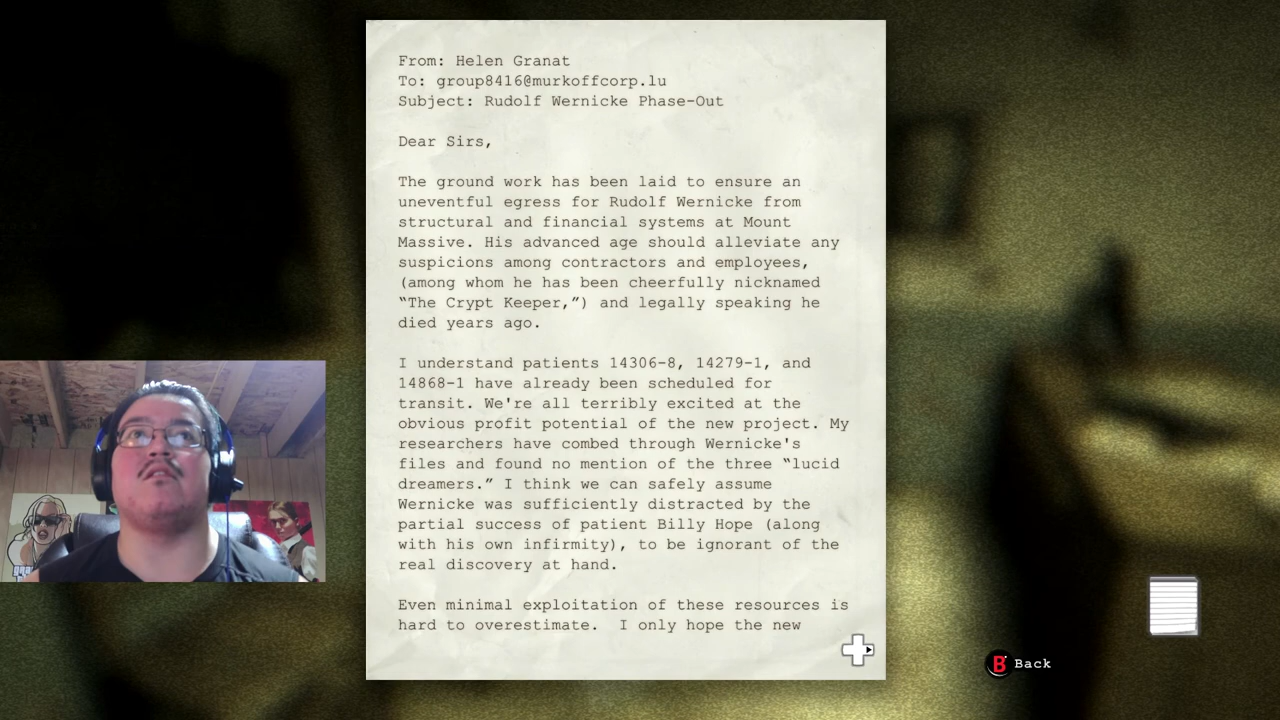 From: Helen Granat
To: group8416@murkoffcorp.lu
Subject: Rudolf Wernicke Phase-Out
Dear Sirs,
The ground work has been laid to ensure an
uneventful egress for Rudolf Wernicke from
structural and financial systems at Mount
Massive. His advanced age should alleviate any
suspicions among contractors and employees,
(among whom he has been cheerfully nicknamed
“The Crypt Keeper,”) and legally speaking he
died years ago.
I understand patients 14306-8, 14279-1, and
14868-1 have already been scheduled for
transit. We're all terribly excited at the
obvious profit potential of the new project. My
researchers have combed through Wernicke's
files and found no mention of the three “lucid
dreamers.” I think we can safely assume
Wernicke was sufficiently distracted by the
partial success of patient Billy Hope (along
with his own infirmity), to be ignorant of the
real discovery at hand.
Even minimal exploitation of these resources is
hard to overestimate.  I only hope the new
B Back